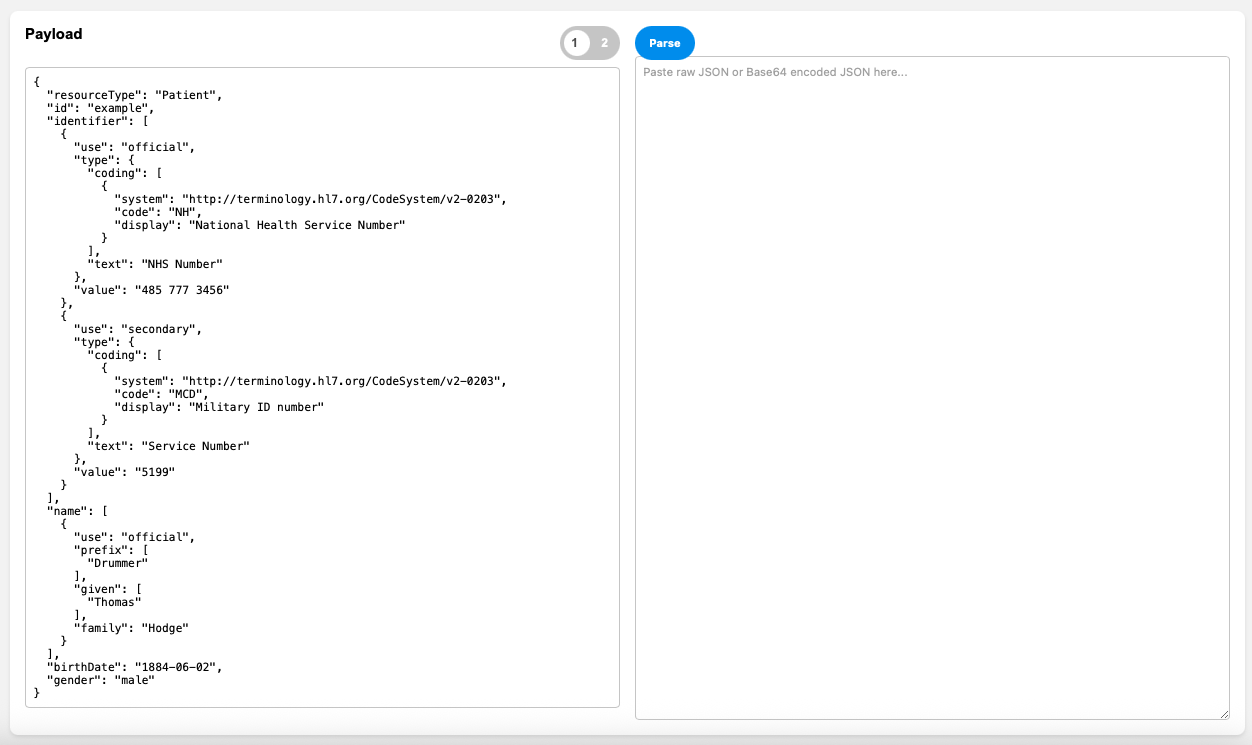 Payload
1 2
Parse
{
  "resourceType": "Patient",
  "id": "example",
  "identifier": [
    {
      "use": "official",
      "type": {
        "coding": [
          {
            "system": "http://terminology.hl7.org/CodeSystem/v2-0203",
            "code": "NH",
            "display": "National Health Service Number"
          }
        ],
        "text": "NHS Number"
      },
      "value": "485 777 3456"
    },
    {
      "use": "secondary",
      "type": {
        "coding": [
          {
            "system": "http://terminology.hl7.org/CodeSystem/v2-0203",
            "code": "MCD",
            "display": "Military ID number"
          }
        ],
        "text": "Service Number"
      },
      "value": "5199"
    }
  ],
  "name": [
    {
      "use": "official",
      "prefix": [
        "Drummer"
      ],
      "given": [
        "Thomas"
      ],
      "family": "Hodge"
    }
  ],
  "birthDate": "1884-06-02",
  "gender": "male"
}
Paste raw JSON or Base64 encoded JSON here...